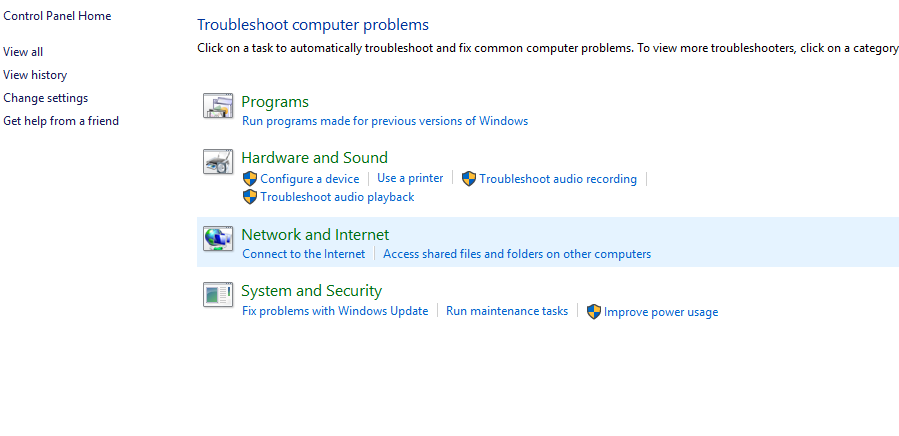 Control Panel Home
View all
View history
Change settings
Get help from a friend
Troubleshoot computer problems
Click on a task to automatically troubleshoot and fix common computer problems. To view more troubleshooters, click on a category
Programs
Run programs made for previous versions of Windows
Hardware and Sound
Configure a device Use a printer Troubleshoot audio recording
Troubleshoot audio playback
Network and Internet
Connect to the Internet Access shared files and folders on other computers
System and Security
Fix problems with Windows Update Run maintenance tasks Improve power usage